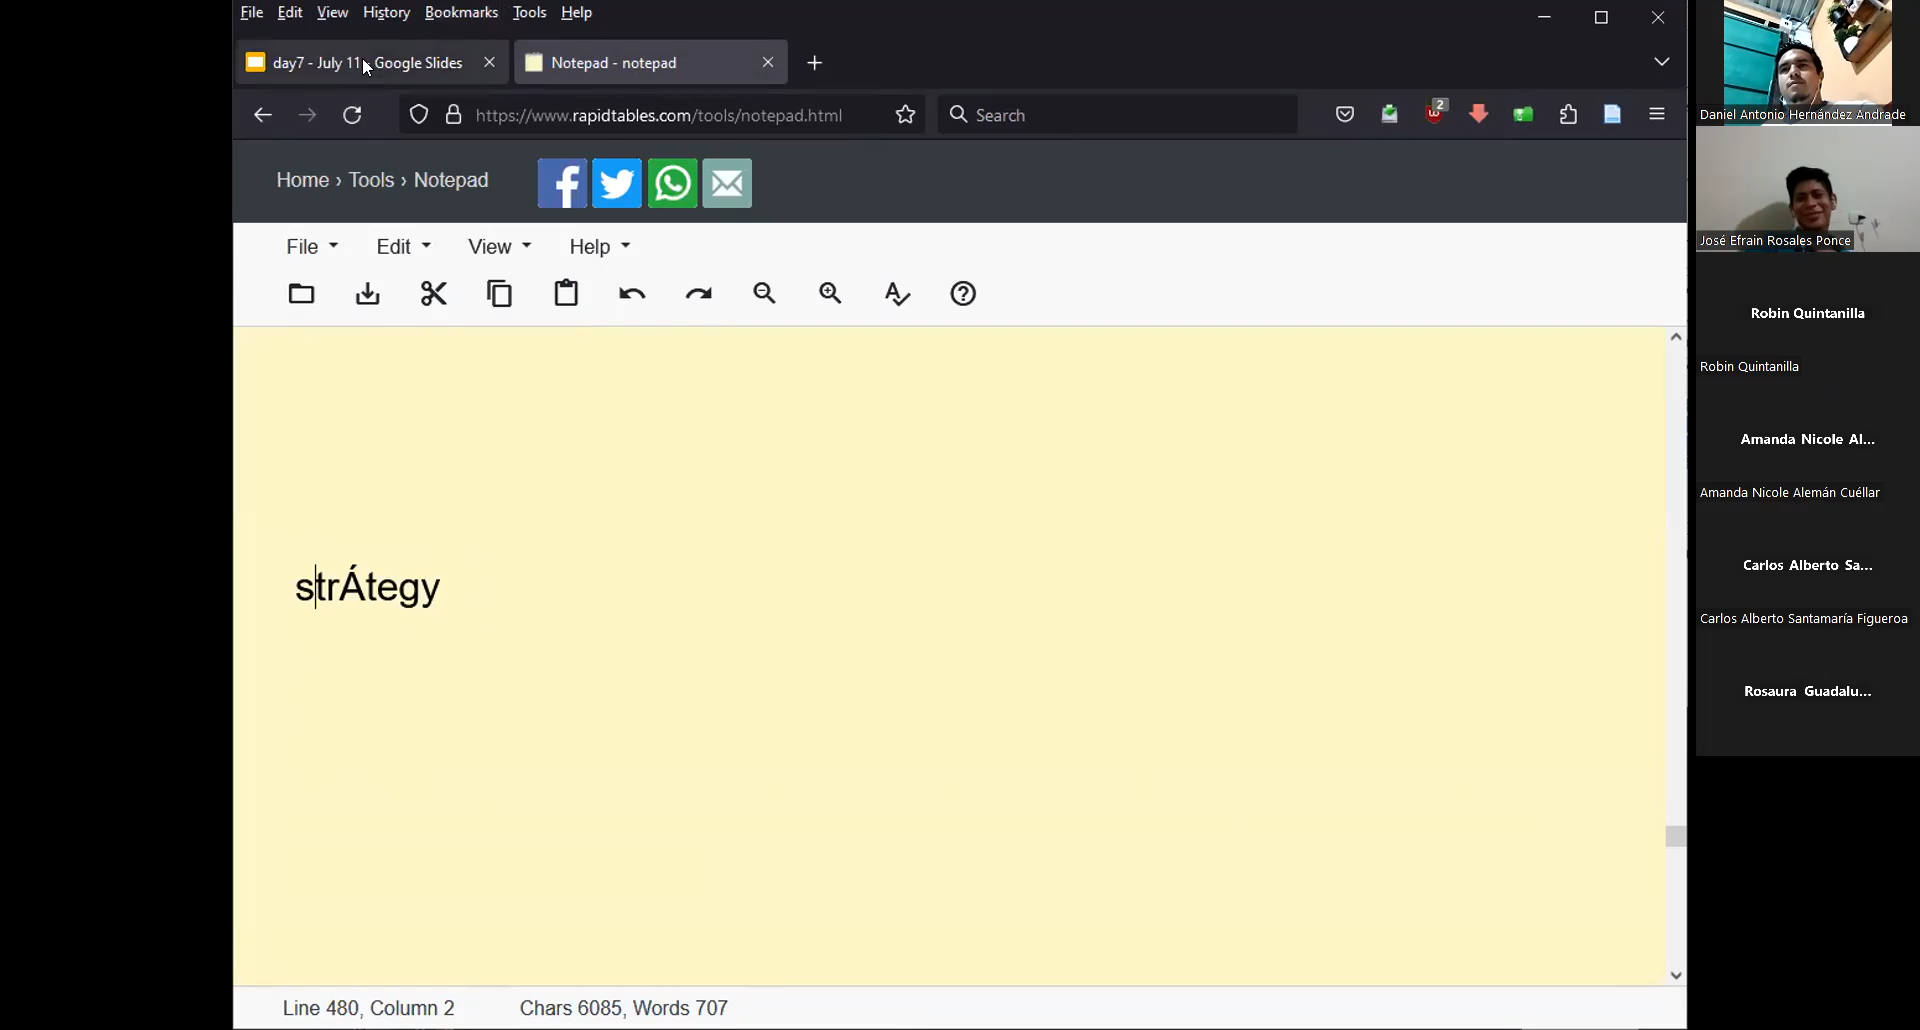 File Edit View History Bookmarks Tools Help
day7 - July 11 - Google Slides
Notepad - notepad
https://www.rapidtables.com/tools/notepad.html
Search
2
Home › Tools › Notepad
File Edit View Help
strÁtegy
Line 480, Column 2 Chars 6085, Words 707
Daniel Antonio Hernández Andrade
José Efrain Rosales Ponce
Robin Quintanilla
Robin Quintanilla
Amanda Nicole Al...
Amanda Nicole Alemán Cuéllar
Carlos Alberto Sa...
Carlos Alberto Santamaría Figueroa
Rosaura Guadalu...